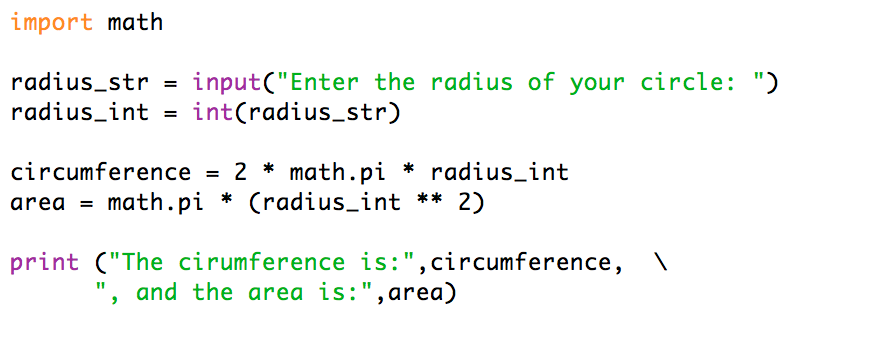 import math
radius_str = input("Enter the radius of your circle: ")
radius_int = int(radius_str)
circumference = 2 * math.pi * radius_int
area = math.pi * (radius_int ** 2)
print ("The cirumference is:",circumference,  \
      ", and the area is:",area)